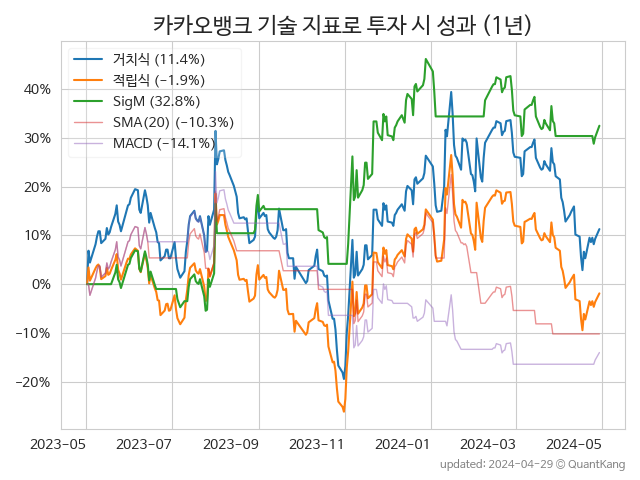 카카오뱅크 기술 지표로 투자 시 성과 (1년)
거치식 (11.4%)
적립식 (−1.9%)
SigM (32.8%)
SMA(20) (−10.3%)
MACD (−14.1%)
40%
30%
20%
10%
0%
−10%
−20%
2023-05 2023-07 2023-09 2023-11 2024-01 2024-03 2024-05
updated: 2024-04-29 © QuantKang